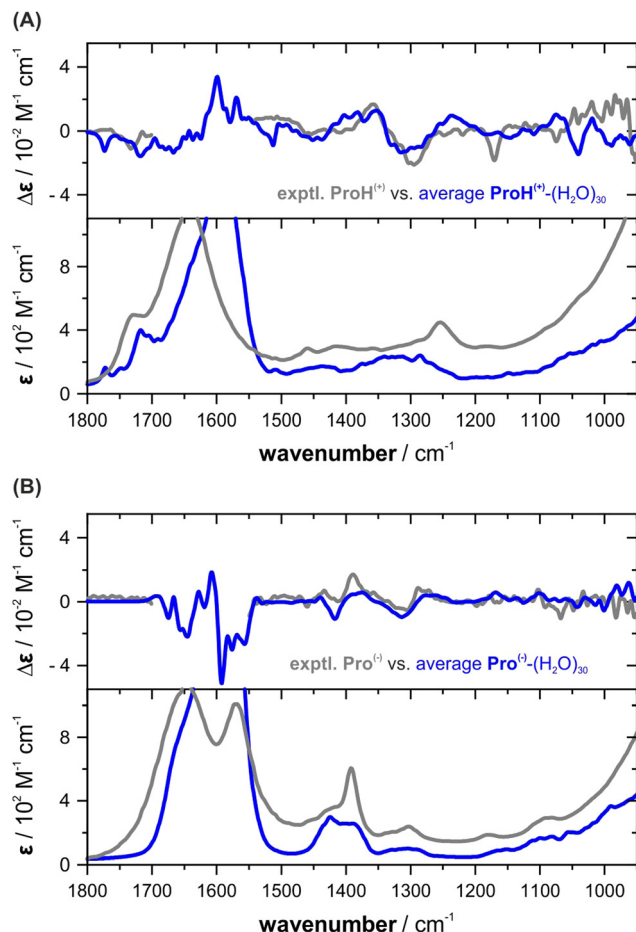 (A)
Δε / 10⁻² M⁻¹ cm⁻¹
4
0
- 4
exptl. ProH⁽⁺⁾ vs. average ProH⁽⁺⁾-(H₂O)₃₀
ε / 10² M⁻¹ cm⁻¹
8
4
0
1800 1700 1600 1500 1400 1300 1200 1100 1000
wavenumber / cm⁻¹
(B)
Δε / 10⁻² M⁻¹ cm⁻¹
4
0
- 4
exptl. Pro⁽⁻⁾ vs. average Pro⁽⁻⁾-(H₂O)₃₀
ε / 10² M⁻¹ cm⁻¹
8
4
0
1800 1700 1600 1500 1400 1300 1200 1100 1000
wavenumber / cm⁻¹